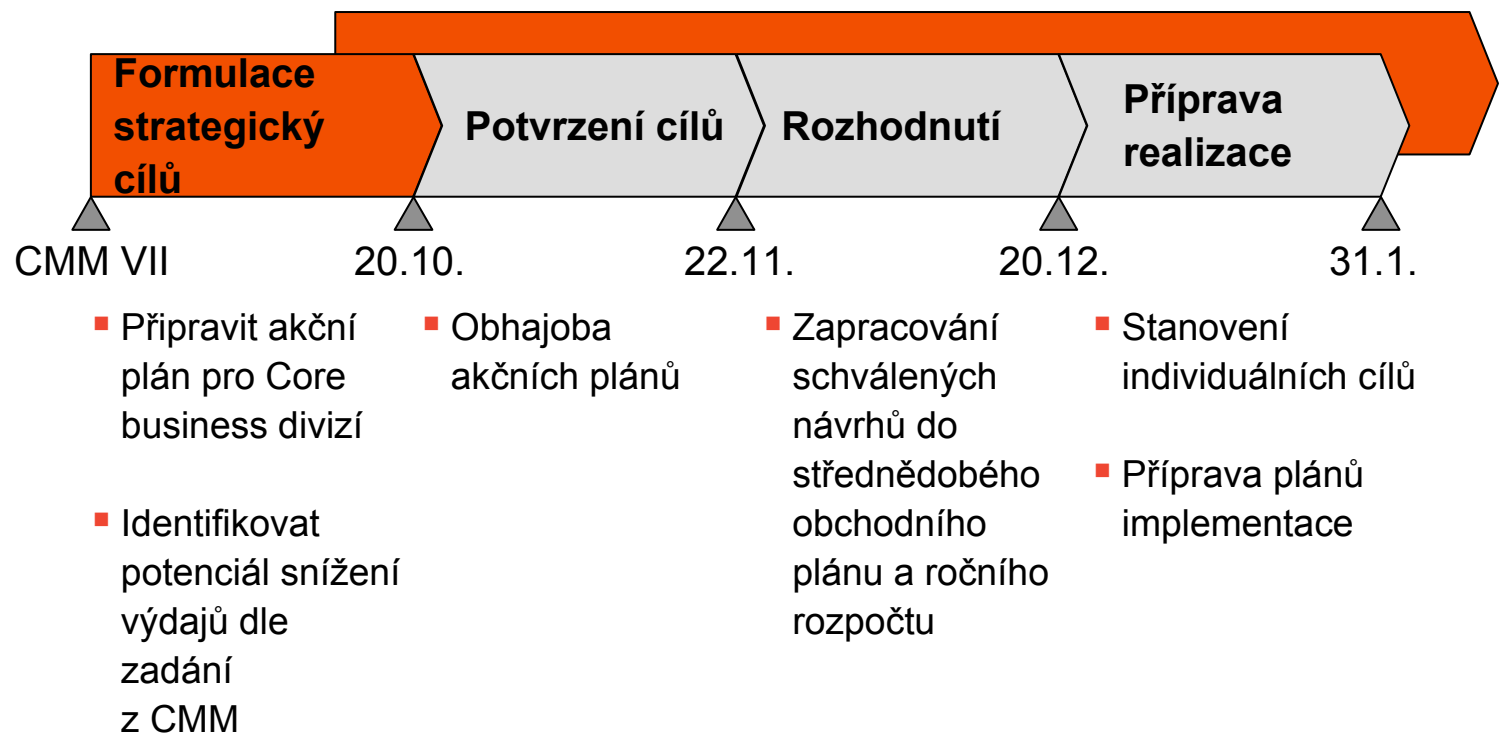 Formulace
strategický
cílů
Potvrzení cílů
Rozhodnutí
Příprava
realizace
CMM VII
20.10.
22.11.
20.12.
31.1.
Připravit akční
plán pro Core
business divizí
Identifikovat
potenciál snížení
výdajů dle
zadání
z CMM
Obhajoba
akčních plánů
Zapracování
schválených
návrhů do
střednědobého
obchodního
plánu a ročního
rozpočtu
Stanovení
individuálních cílů
Příprava plánů
implementace